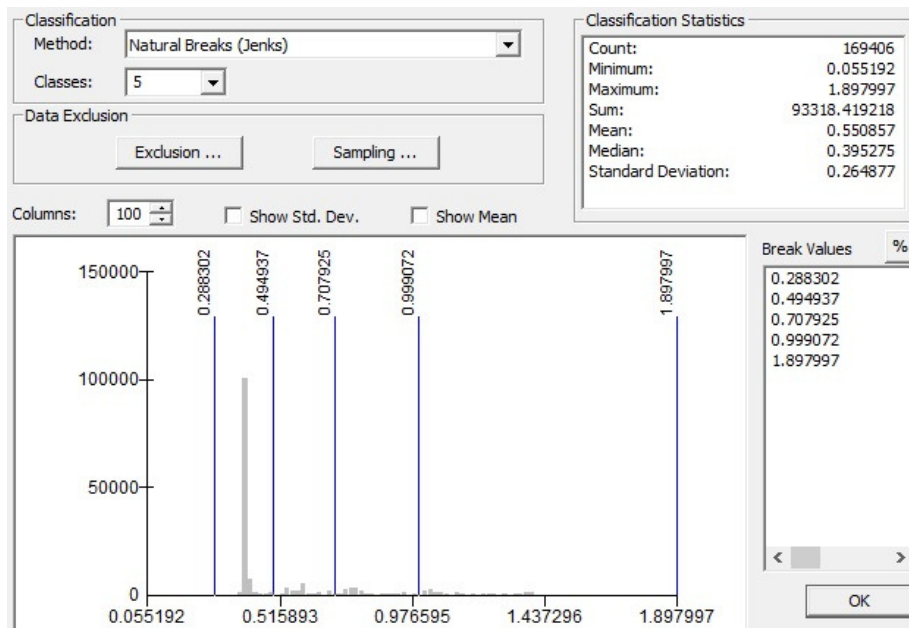 Classification
Method: Natural Breaks (Jenks)
Classes: 5
Data Exclusion
Exclusion ... Sampling ...
Classification Statistics
Count: 169406
Minimum: 0.055192
Maximum: 1.897997
Sum: 93318.419218
Mean: 0.550857
Median: 0.395275
Standard Deviation: 0.264877
Columns: 100 Show Std. Dev. Show Mean
0.288302
0.494937
0.707925
0.999072
1.897997
150000
100000
50000
0
0.055192 0.515893 0.976595 1.437296 1.897997
Break Values %
0.288302
0.494937
0.707925
0.999072
1.897997
OK